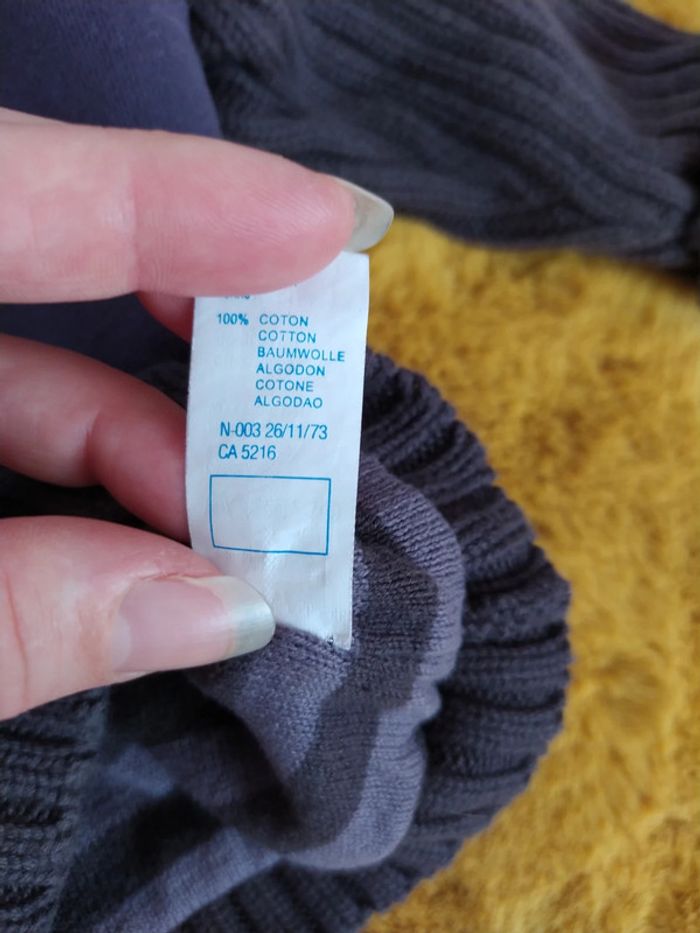 100% COTON
COTTON
BAUMWOLLE
ALGODON
COTONE
ALGODAO
N-003 26/11/73
CA 5216